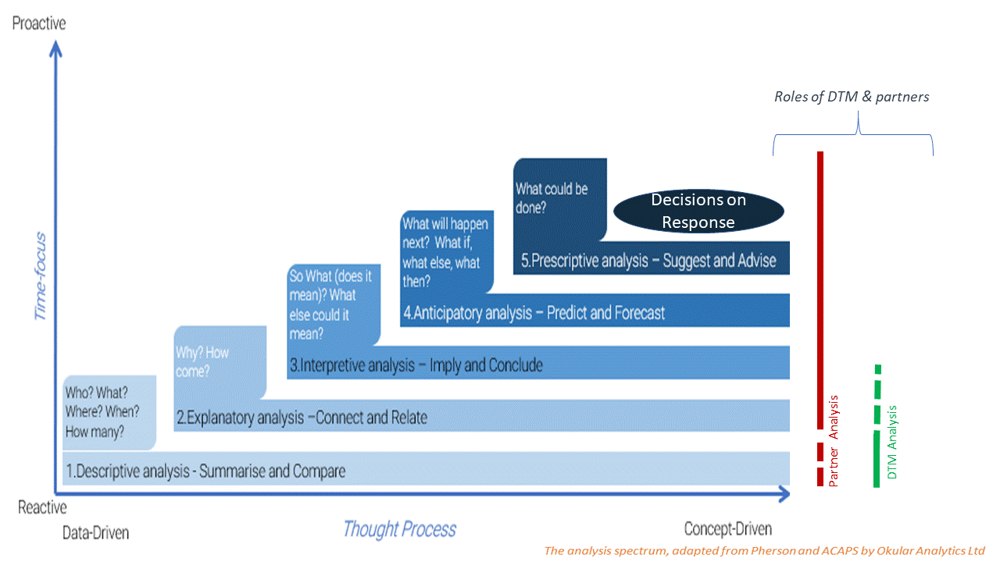 Proactive
Roles of DTM & partners
What could be
done?
Decisions on
Response
5.Prescriptive analysis – Suggest and Advise
What will happen
next?  What if,
what else, what
then?
4.Anticipatory analysis – Predict and Forecast
So What (does it
mean)? What
else could it
mean?
3.Interpretive analysis – Imply and Conclude
Why? How
come?
2.Explanatory analysis –Connect and Relate
Who? What?
Where? When?
How many?
1.Descriptive analysis - Summarise and Compare
Time-focus
Partner Analysis
DTM Analysis
Reactive
Data-Driven
Thought Process
Concept-Driven
The analysis spectrum, adapted from Pherson and ACAPS by Okular Analytics Ltd